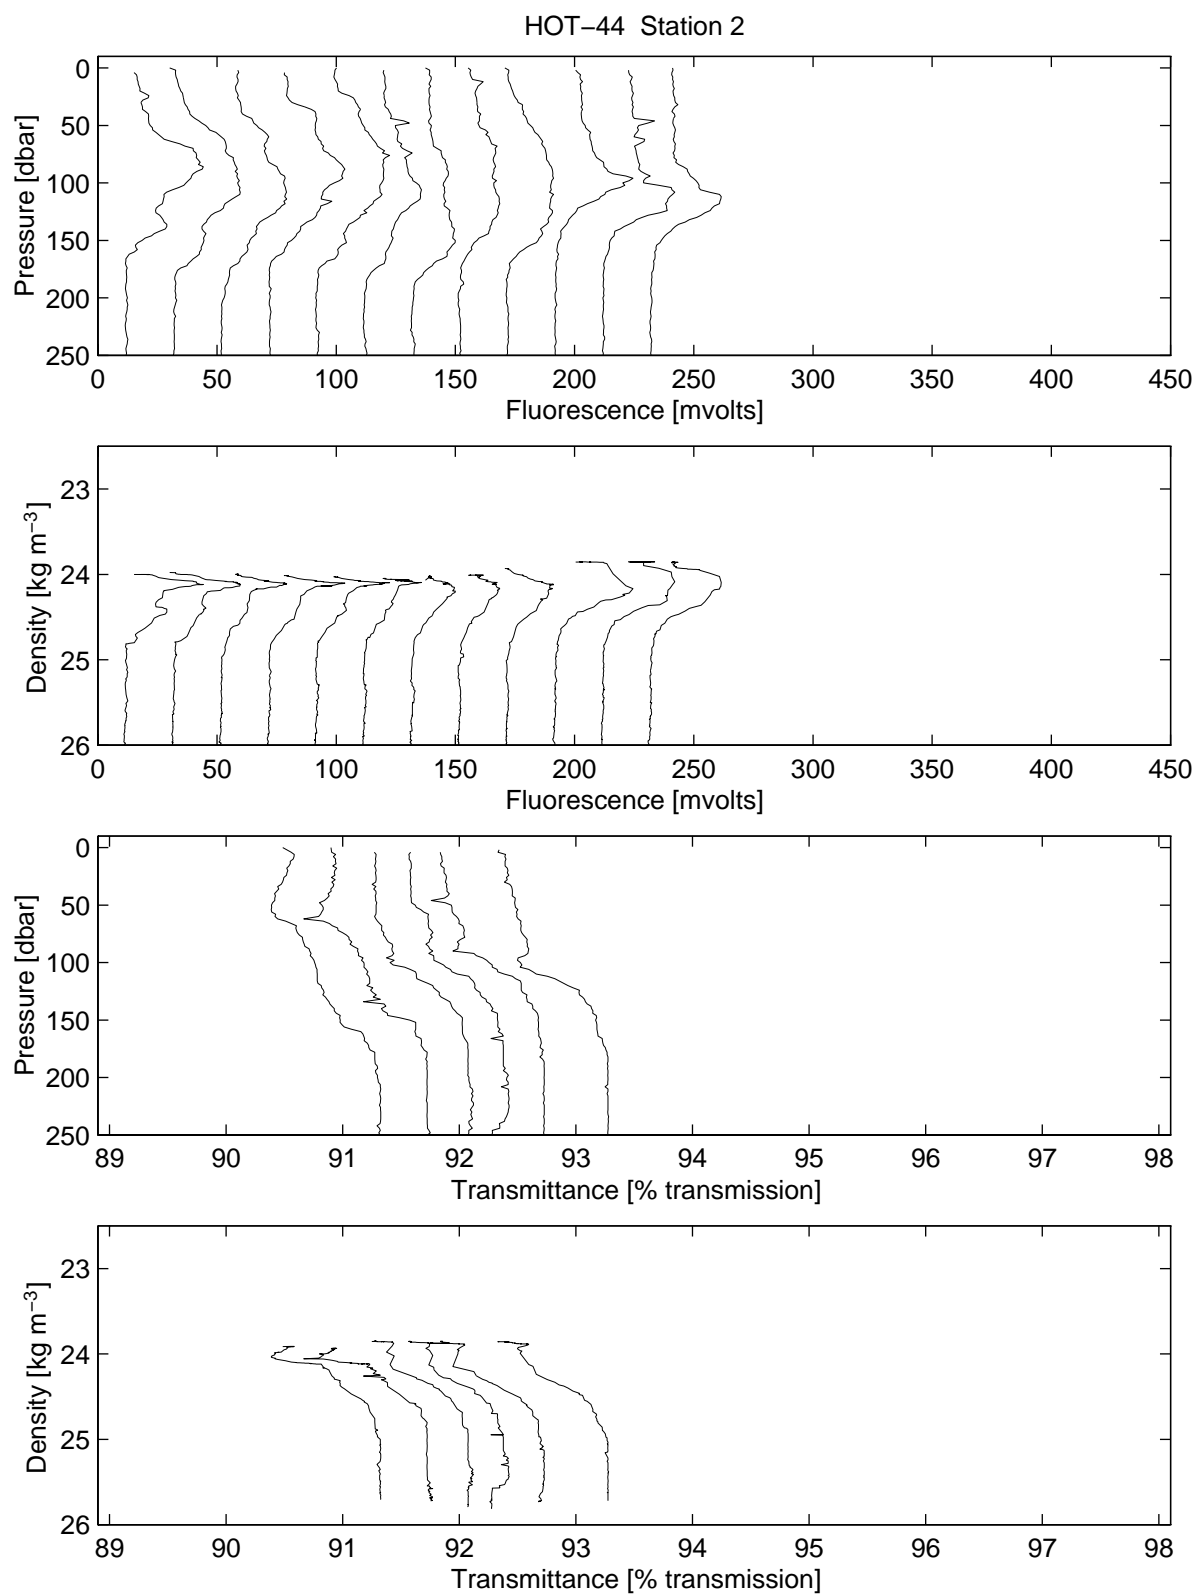 HOT−44 Station 2
0
50
100
150
200
250
Pressure [dbar]
0 50 100 150 200 250 300 350 400 450
Fluorescence [mvolts]
23
24
25
26
Density [kg m−3]
0 50 100 150 200 250 300 350 400 450
Fluorescence [mvolts]
0
50
100
150
200
250
Pressure [dbar]
89 90 91 92 93 94 95 96 97 98
Transmittance [% transmission]
23
24
25
26
Density [kg m−3]
89 90 91 92 93 94 95 96 97 98
Transmittance [% transmission]